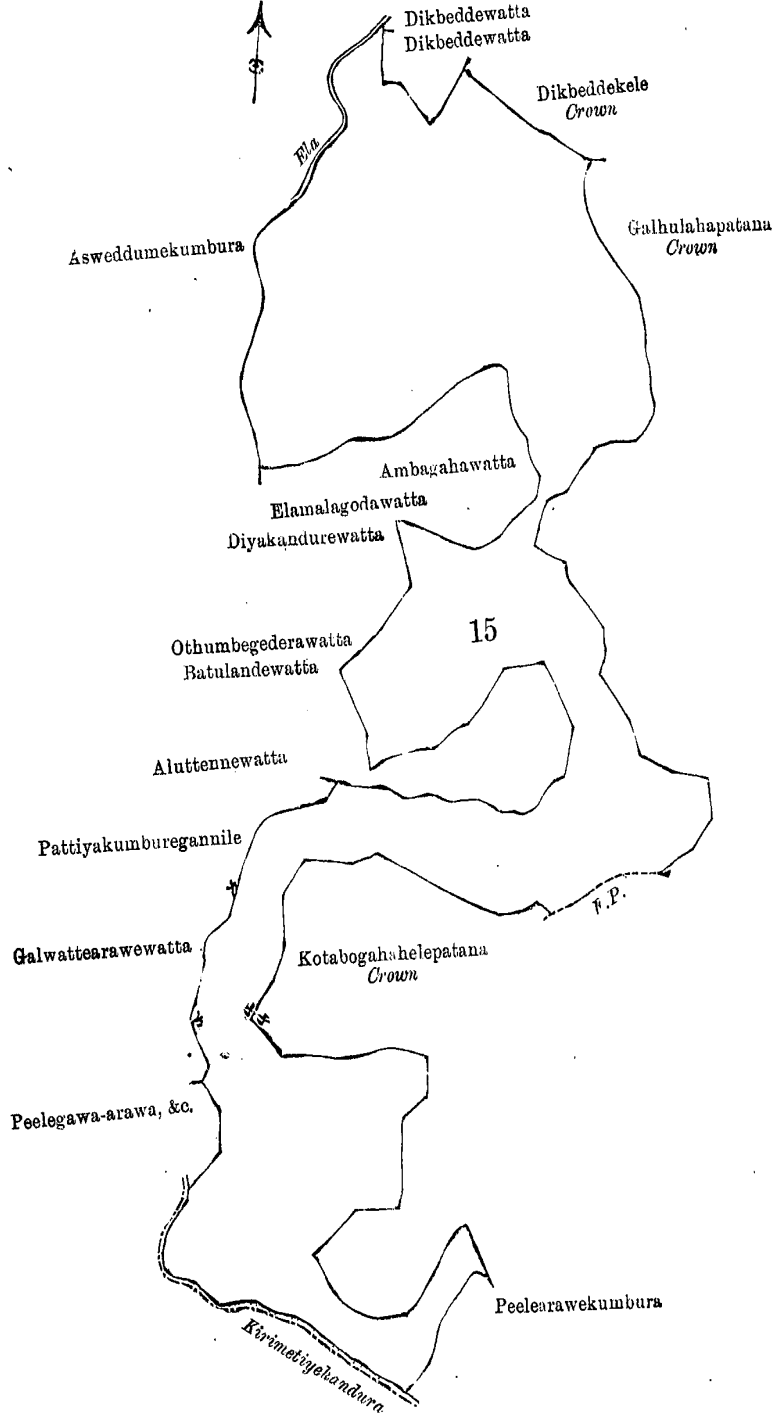 Dikbeddewatta
Dikbeddewatta
Dikbeddekele
Crown
Ela
Galhulahapatana
Crown
Asweddumekumbura
Ambagahawatta
Elamalagodawatta
Diyakandurewatta
15
Othumbegederawatta
Batulandewatta
Aluttennewatta
Pattiyakumburegannile
F.P.
Galwattearawewatta
Kotabogahahelepatana
Crown
Peelegawa-arawa, &c.
Peelearawekumbura
Kirimetiyekandura